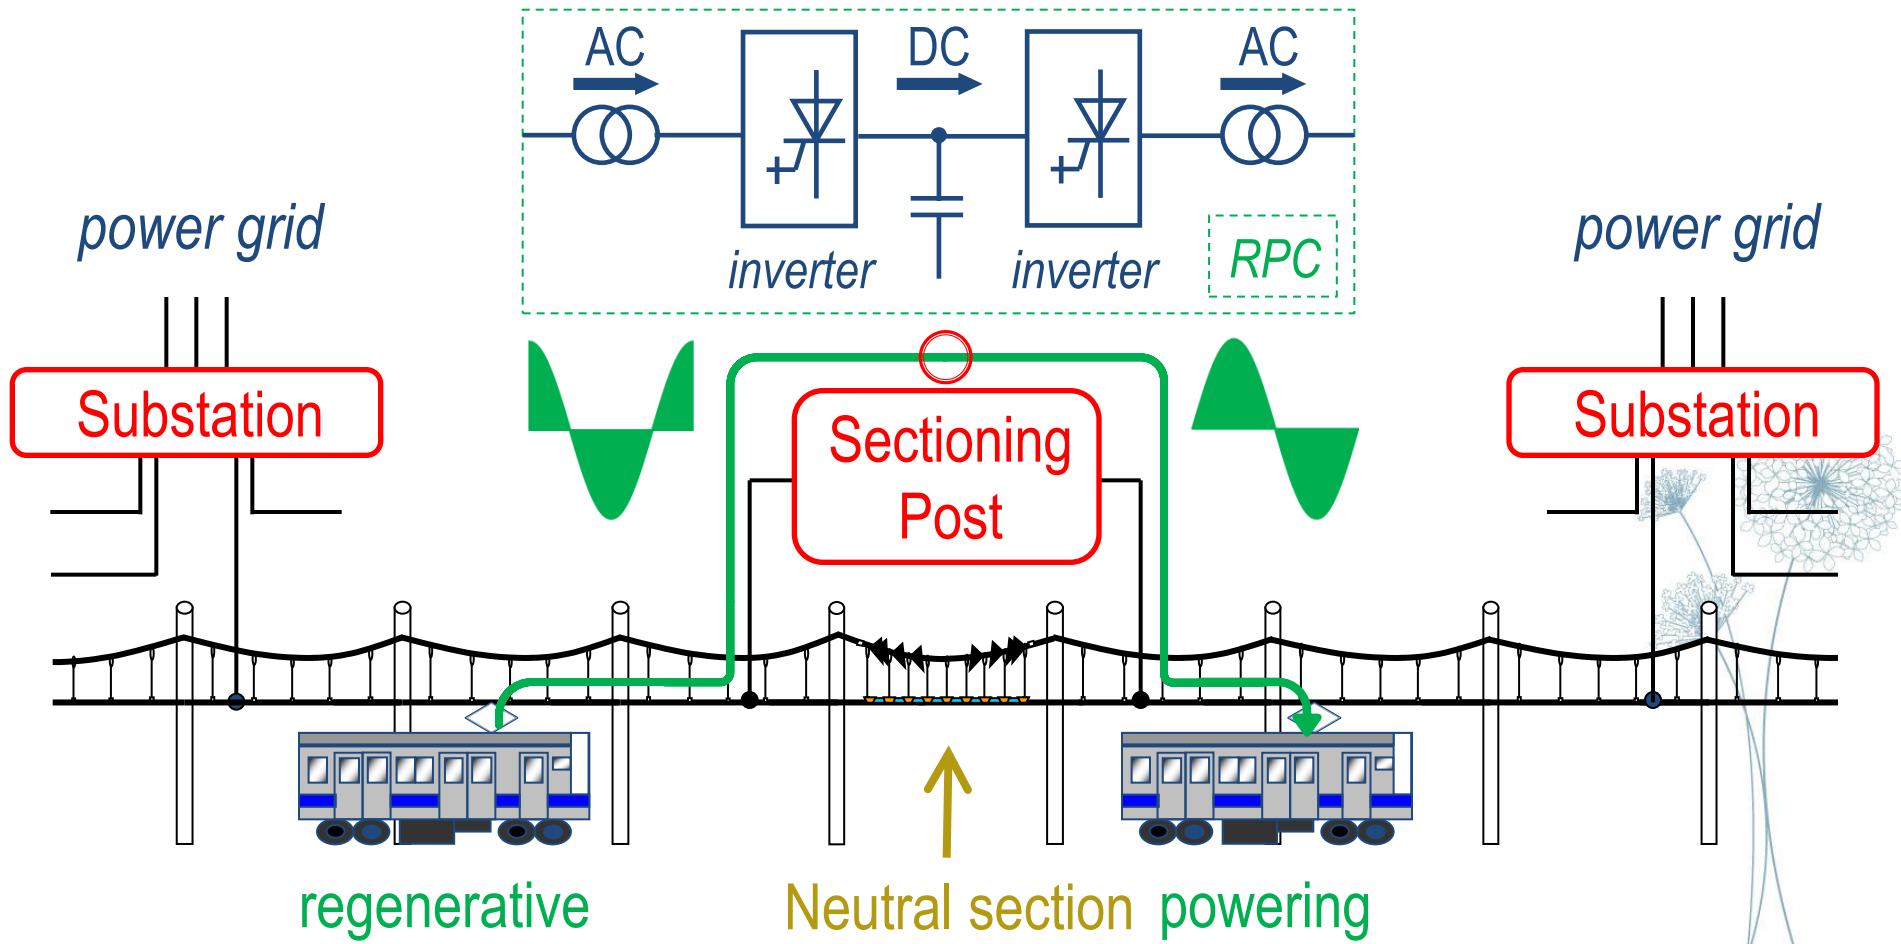 AC
DC
AC
inverter
inverter
RPC
power grid
power grid
Substation
Substation
Sectioning
Post
regenerative
Neutral section
powering